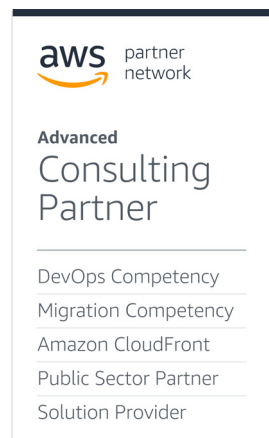 aws partner
network
Advanced
Consulting
Partner
DevOps Competency
Migration Competency
Amazon CloudFront
Public Sector Partner
Solution Provider